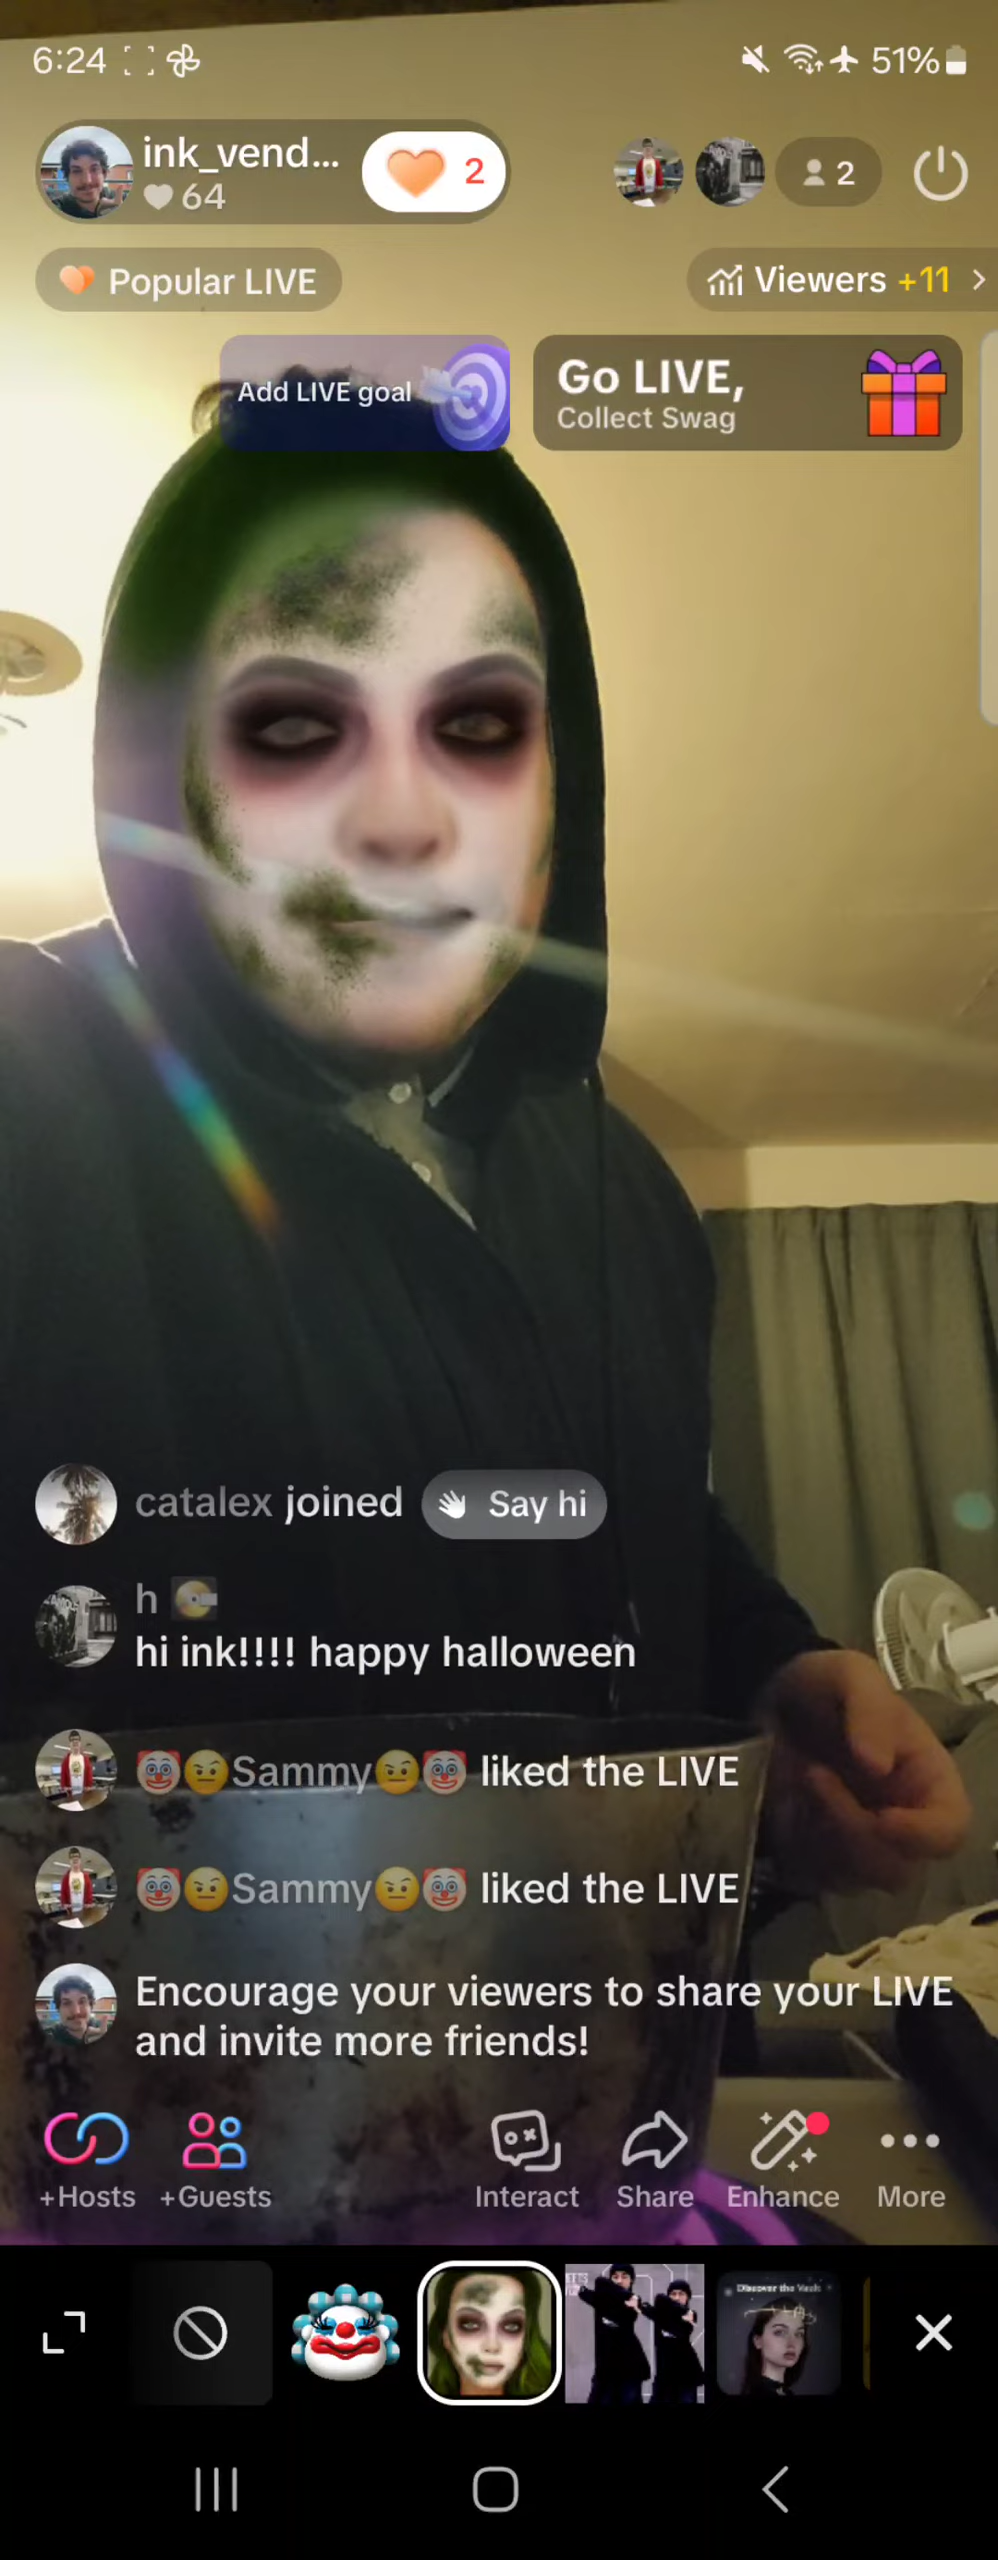 6:24
51%
ink_vend...
64
2
2
Popular LIVE
Viewers +11
Add LIVE goal
Go LIVE,
Collect Swag
catalex joined
Say hi
h
hi ink!!!! happy halloween
🤡🤨Sammy🤨🤡 liked the LIVE
🤡🤨Sammy🤨🤡 liked the LIVE
Encourage your viewers to share your LIVE
and invite more friends!
+Hosts
+Guests
Interact
Share
Enhance
More